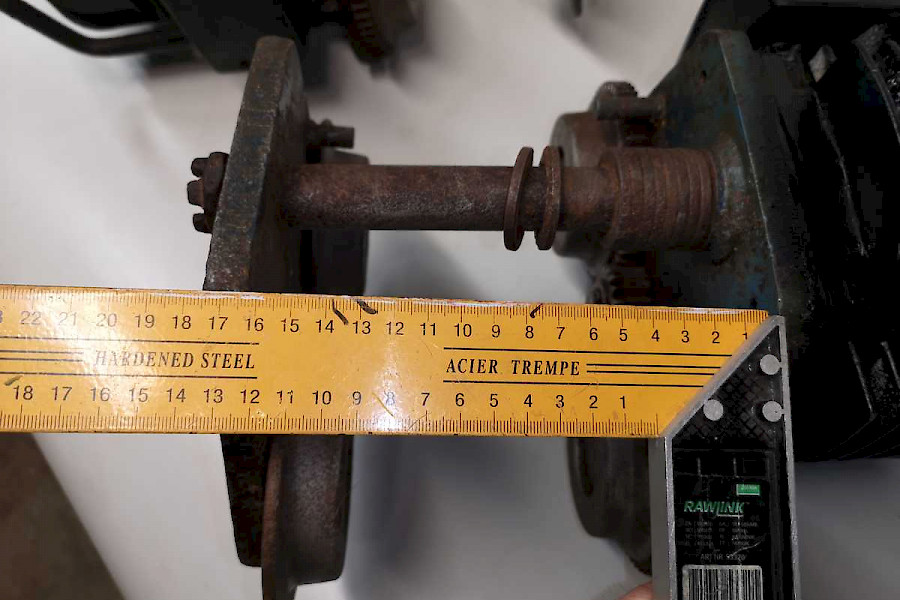 22 21 20 19 18 17 16 15 14 13 12 11 10 9 8 7 6 5 4 3 2 1
HARDENED STEEL ACIER TREMPE
18 17 16 15 14 13 12 11 10 9 8 7 6 5 4 3 2 1
RAWLINK